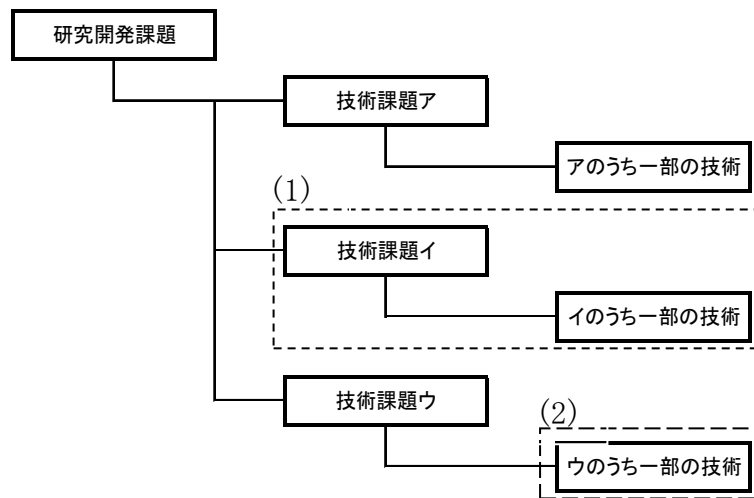 研究開発課題
技術課題ア
アのうち一部の技術
(1)
技術課題イ
イのうち一部の技術
技術課題ウ
(2)
ウのうち一部の技術